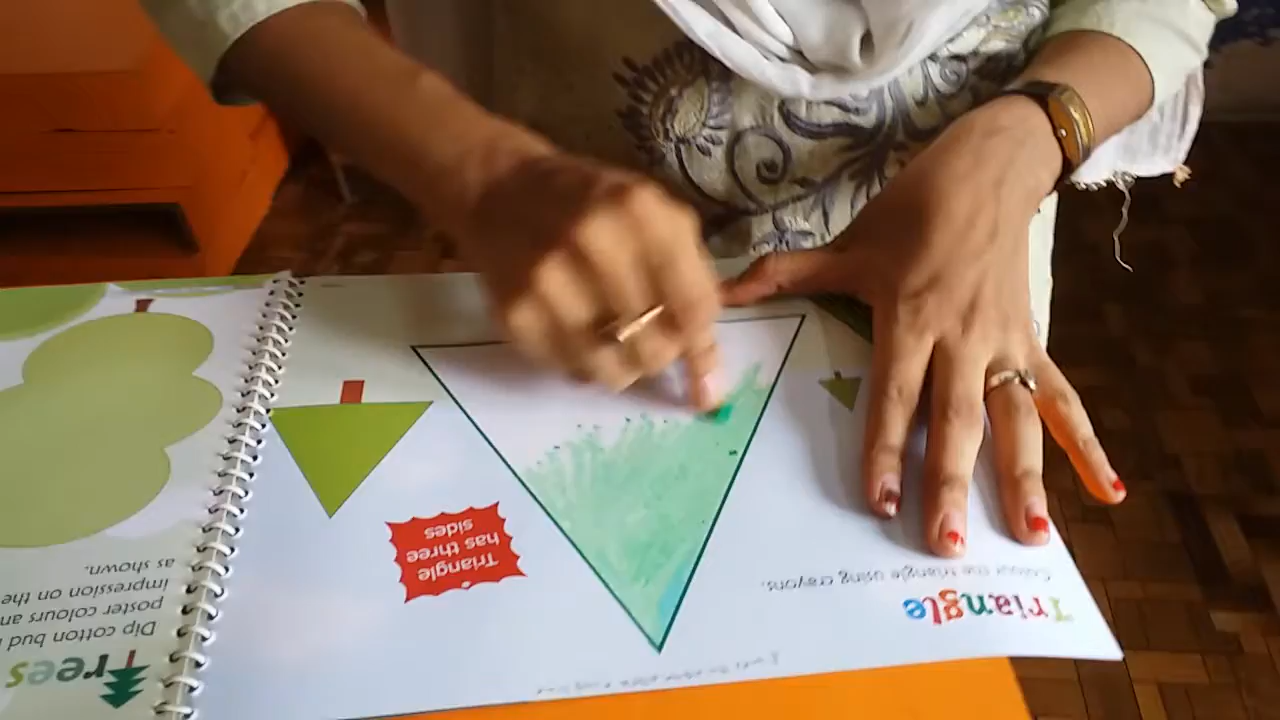 Triangle
Colour the triangle using crayons.
Triangle
has three
sides
Trees
Dip cotton bud
poster colours an
impression on the
as shown.